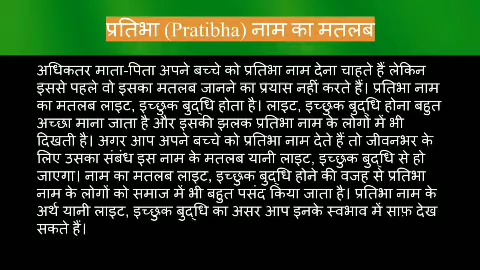 प्रतिभा (Pratibha) नाम का मतलब
अधिकतर माता-पिता अपने बच्चे को प्रतिभा नाम देना चाहते हैं लेकिन
इससे पहले वो इसका मतलब जानने का प्रयास नहीं करते हैं। प्रतिभा नाम
का मतलब लाइट, इच्छुक बुद्धि होता है। लाइट, इच्छुक बुद्धि होना बहुत
अच्छा माना जाता है और इसकी झलक प्रतिभा नाम के लोगों में भी
दिखती है। अगर आप अपने बच्चे को प्रतिभा नाम देते हैं तो जीवनभर के
लिए उसका संबंध इस नाम के मतलब यानी लाइट, इच्छुक बुद्धि से हो
जाएगा। नाम का मतलब लाइट, इच्छुक बुद्धि होने की वजह से प्रतिभा
नाम के लोगों को समाज में भी बहुत पसंद किया जाता है। प्रतिभा नाम के
अर्थ यानी लाइट, इच्छुक बुद्धि का असर आप इनके स्वभाव में साफ़ देख
सकते हैं।